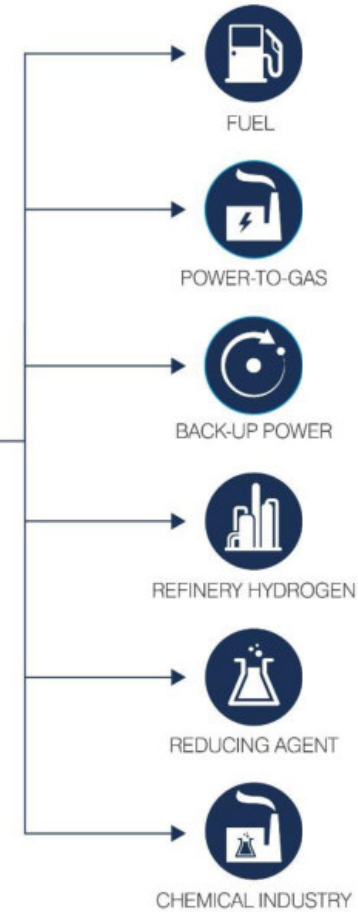 FUEL
POWER-TO-GAS
BACK-UP POWER
REFINERY HYDROGEN
REDUCING AGENT
CHEMICAL INDUSTRY